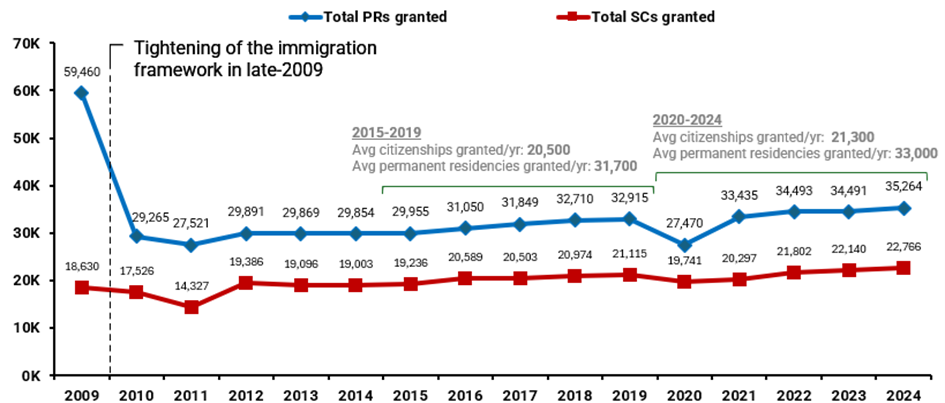 Total PRs granted Total SCs granted
70K
Tightening of the immigration
framework in late-2009
59,460
60K
50K
2015-2019
Avg citizenships granted/yr: 20,500
Avg permanent residencies granted/yr: 31,700
2020-2024
Avg citizenships granted/yr: 21,300
Avg permanent residencies granted/yr: 33,000
40K
29,265 27,521 29,891 29,869 29,854 29,955 31,050 31,849 32,710 32,915 27,470 33,435 34,493 34,491 35,264
30K
18,630 17,526 14,327 19,386 19,096 19,003 19,236 20,589 20,503 20,974 21,115 19,741 20,297 21,802 22,140 22,766
20K
10K
0K
2009 2010 2011 2012 2013 2014 2015 2016 2017 2018 2019 2020 2021 2022 2023 2024